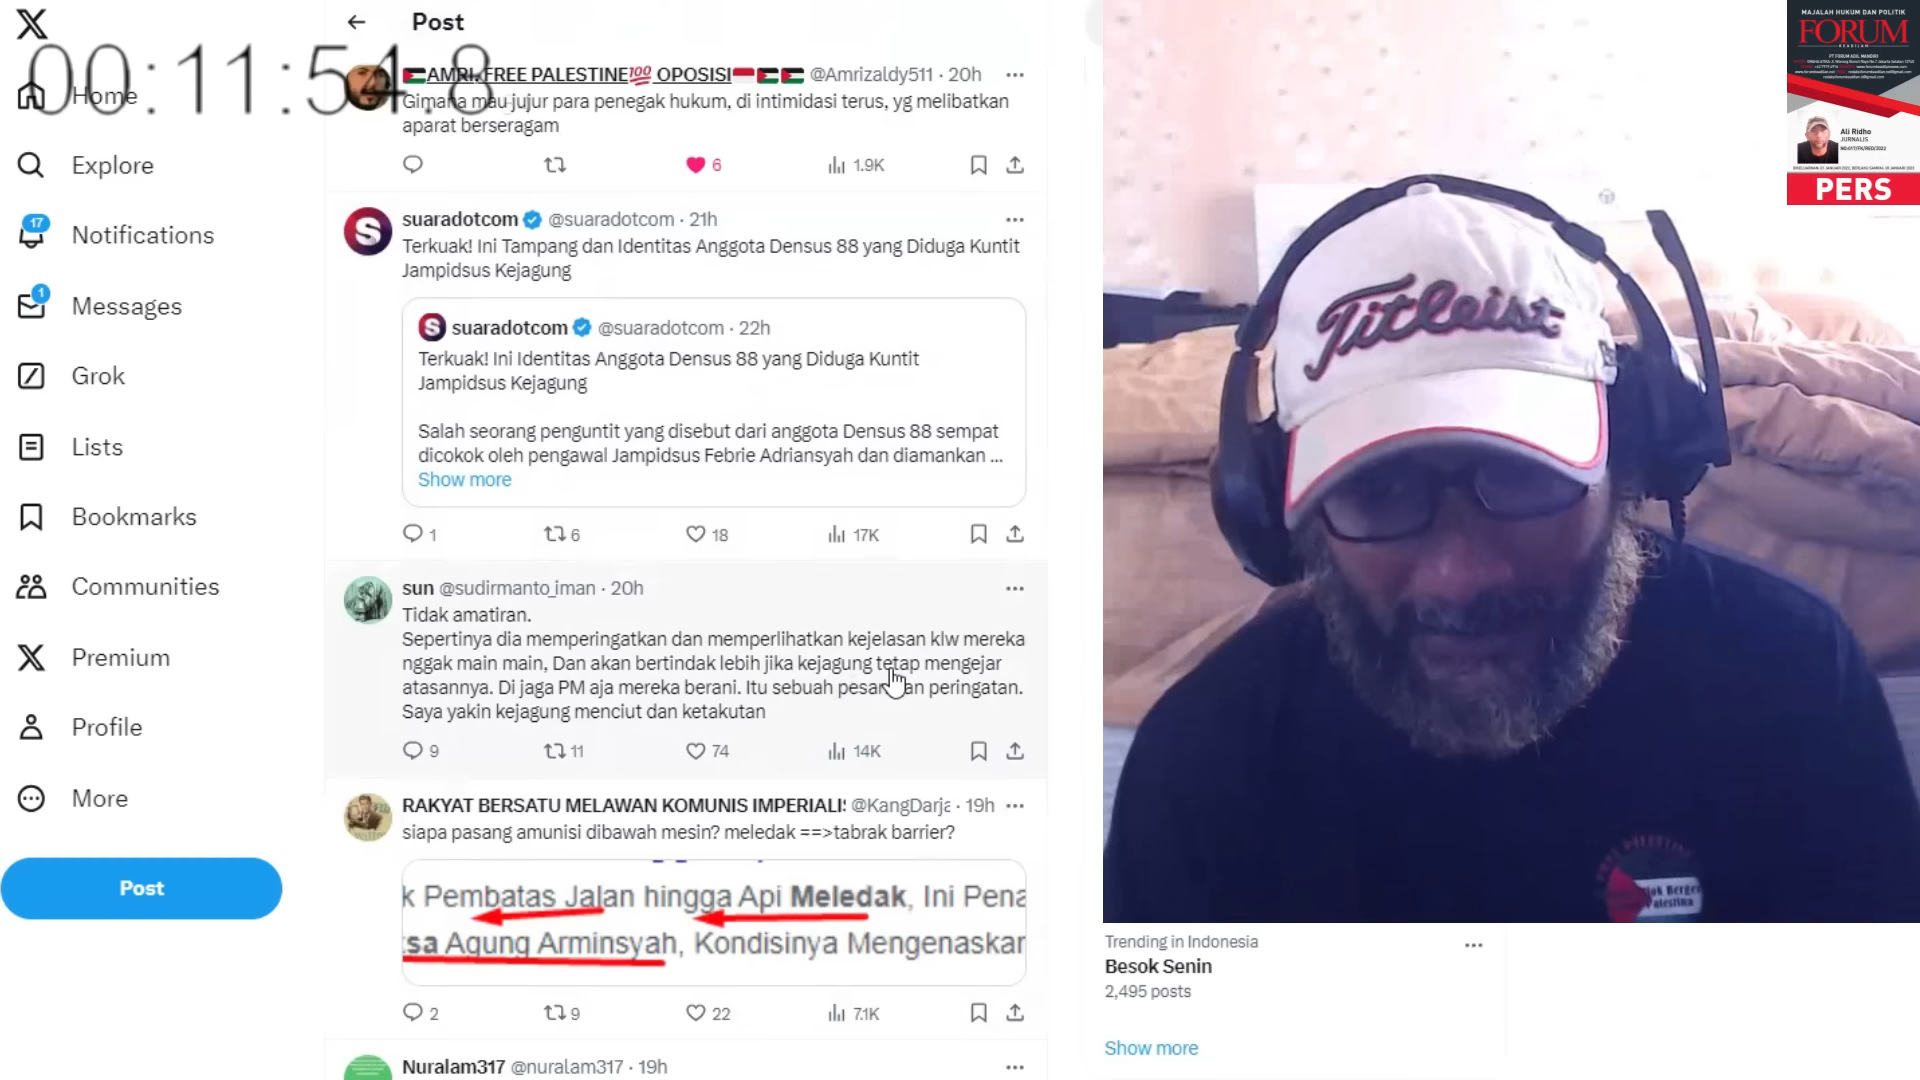 Post
00:11:54.8
Home
Explore
17
Notifications
1
Messages
Grok
Lists
Bookmarks
Communities
Premium
Profile
More
Post
AMRI.FREE PALESTINE💯 OPOSISI @Amrizaldy511 · 20h
Gimana mau jujur para penegak hukum, di intimidasi terus, yg melibatkan
aparat berseragam
6 1.9K
suaradotcom @suaradotcom · 21h
Terkuak! Ini Tampang dan Identitas Anggota Densus 88 yang Diduga Kuntit
Jampidsus Kejagung
suaradotcom @suaradotcom · 22h
Terkuak! Ini Identitas Anggota Densus 88 yang Diduga Kuntit
Jampidsus Kejagung
Salah seorang penguntit yang disebut dari anggota Densus 88 sempat
dicokok oleh pengawal Jampidsus Febrie Adriansyah dan diamankan ...
Show more
1 6 18 17K
sun @sudirmanto_iman · 20h
Tidak amatiran.
Sepertinya dia memperingatkan dan memperlihatkan kejelasan klw mereka
nggak main main, Dan akan bertindak lebih jika kejagung tetap mengejar
atasannya. Di jaga PM aja mereka berani. Itu sebuah pesan dan peringatan.
Saya yakin kejagung menciut dan ketakutan
9 11 74 14K
RAKYAT BERSATU MELAWAN KOMUNIS IMPERIALI @KangDarja · 19h
siapa pasang amunisi dibawah mesin? meledak ==>tabrak barrier?
k Pembatas Jalan hingga Api Meledak, Ini Pena
sa Agung Arminsyah, Kondisinya Mengenaskan
2 9 22 7.1K
Nuralam317 @nuralam317 · 19h
MAJALAH HUKUM DAN POLITIK
FORUM
Ali Ridho
JURNALIS
PERS
Titleist
Palestina
Trending in Indonesia
Besok Senin
2,495 posts
Show more